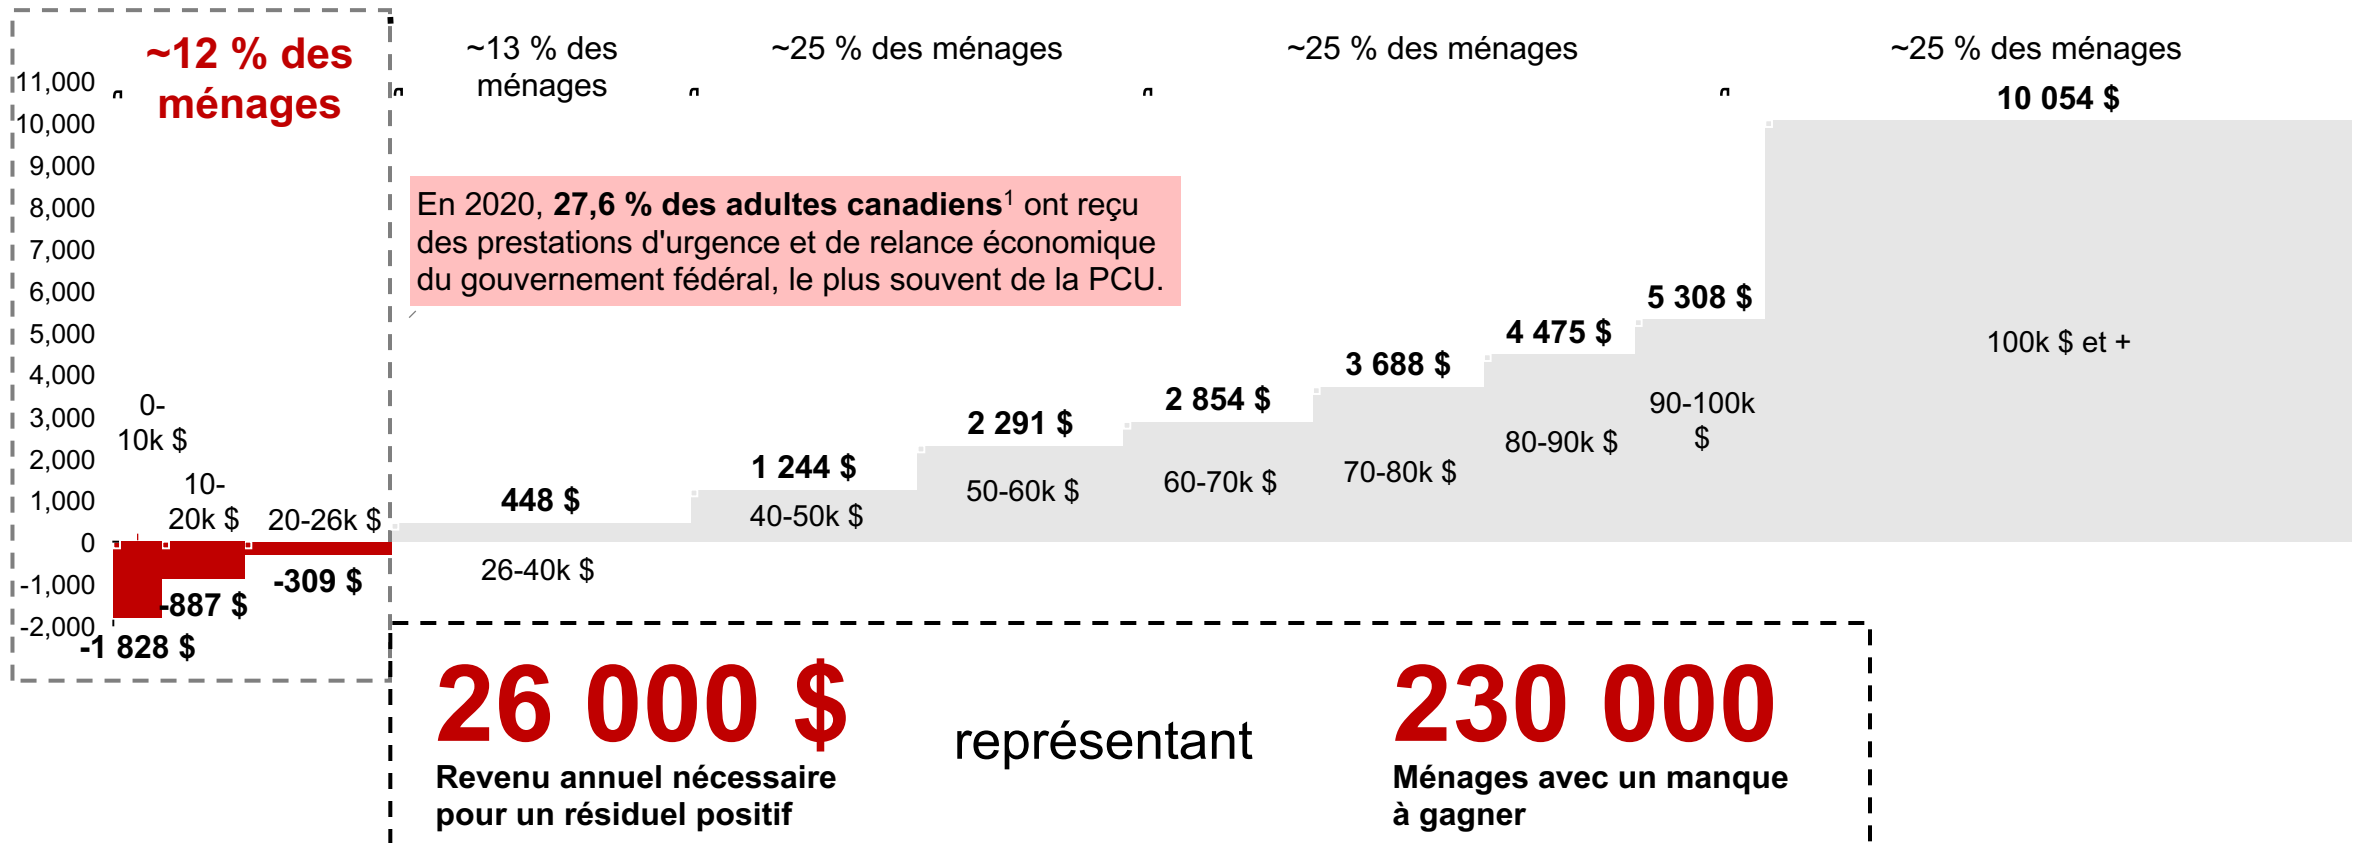 ~12 % des
ménages
~13 % des
ménages
~25 % des ménages
~25 % des ménages
~25 % des ménages
11,000
10,000
9,000
8,000
7,000
6,000
5,000
4,000
3,000
2,000
1,000
0
-1,000
-2,000
En 2020, 27,6 % des adultes canadiens¹ ont reçu
des prestations d'urgence et de relance économique
du gouvernement fédéral, le plus souvent de la PCU.
0-
10k $
-1 828 $
10-
20k $
-887 $
20-26k $
-309 $
448 $
26-40k $
1 244 $
40-50k $
2 291 $
50-60k $
2 854 $
60-70k $
3 688 $
70-80k $
4 475 $
80-90k $
5 308 $
90-100k
$
10 054 $
100k $ et +
26 000 $
Revenu annuel nécessaire
pour un résiduel positif
représentant
230 000
Ménages avec un manque
à gagner